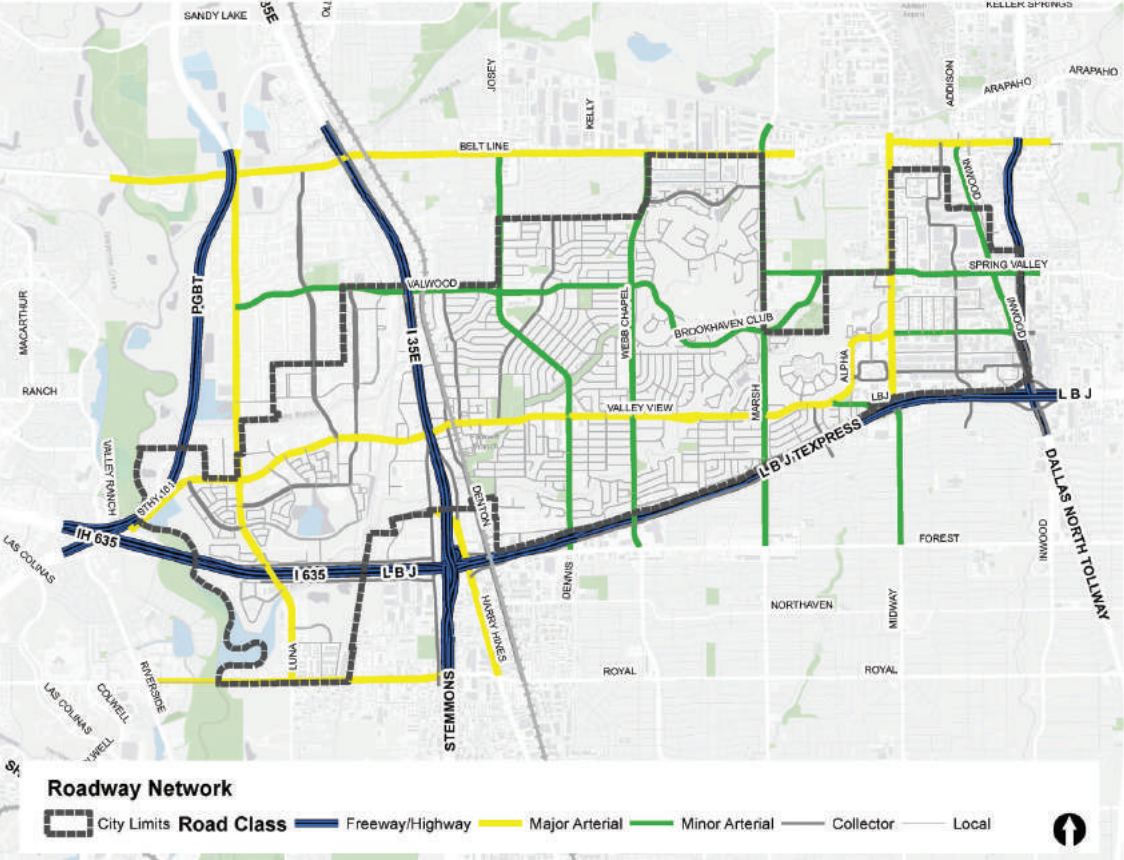 35E
SANDY LAKE
KELLER SPRINGS
Addison
Airport
JOSEY
KELLY
ADDISON
ARAPAHO
ARAPAHO
BELT LINE
INWOOD
SPRING VALLEY
PGBT
VALWOOD
MACARTHUR
I 35E
WEBB CHAPEL
BROOKHAVEN CLUB
INWOOD
RANCH
ALPHA
LBJ
L B J
VALLEY VIEW
MARSH
VALLEY RANCH
L B J TEXPRESS
STHY 161
DENTON
DALLAS NORTH TOLLWAY
IH 635
LAS COLINAS
I 635
L B J
FOREST
INWOOD
DENNIS
NORTHAVEN
MIDWAY
HARRY HINES
LUNA
ROYAL
ROYAL
RIVERSIDE
COLWELL
LAS COLINAS
STEMMONS
Roadway Network
City Limits Road Class Freeway/Highway Major Arterial Minor Arterial Collector Local